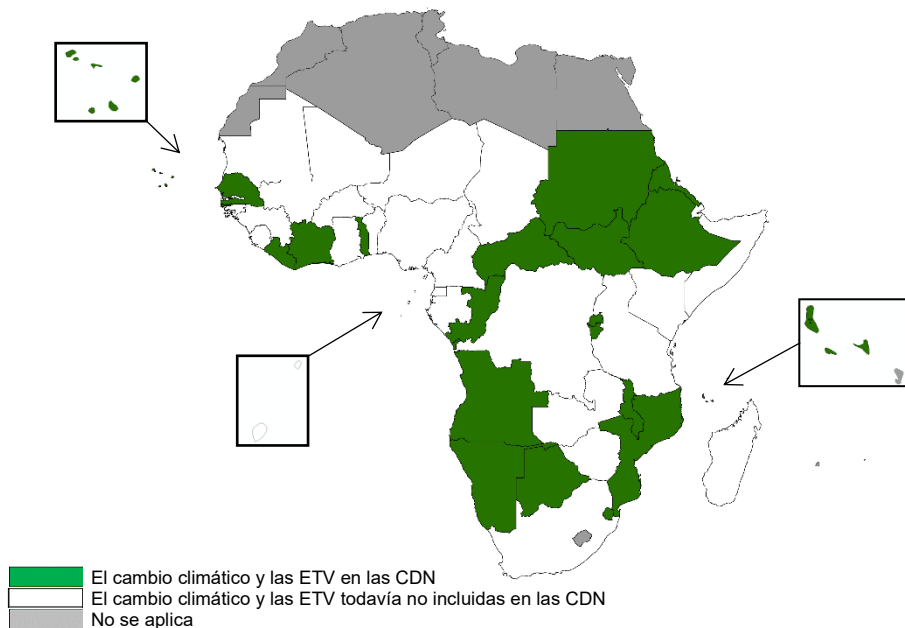 El cambio climático y las ETV en las CDN
El cambio climático y las ETV todavía no incluidas en las CDN
No se aplica